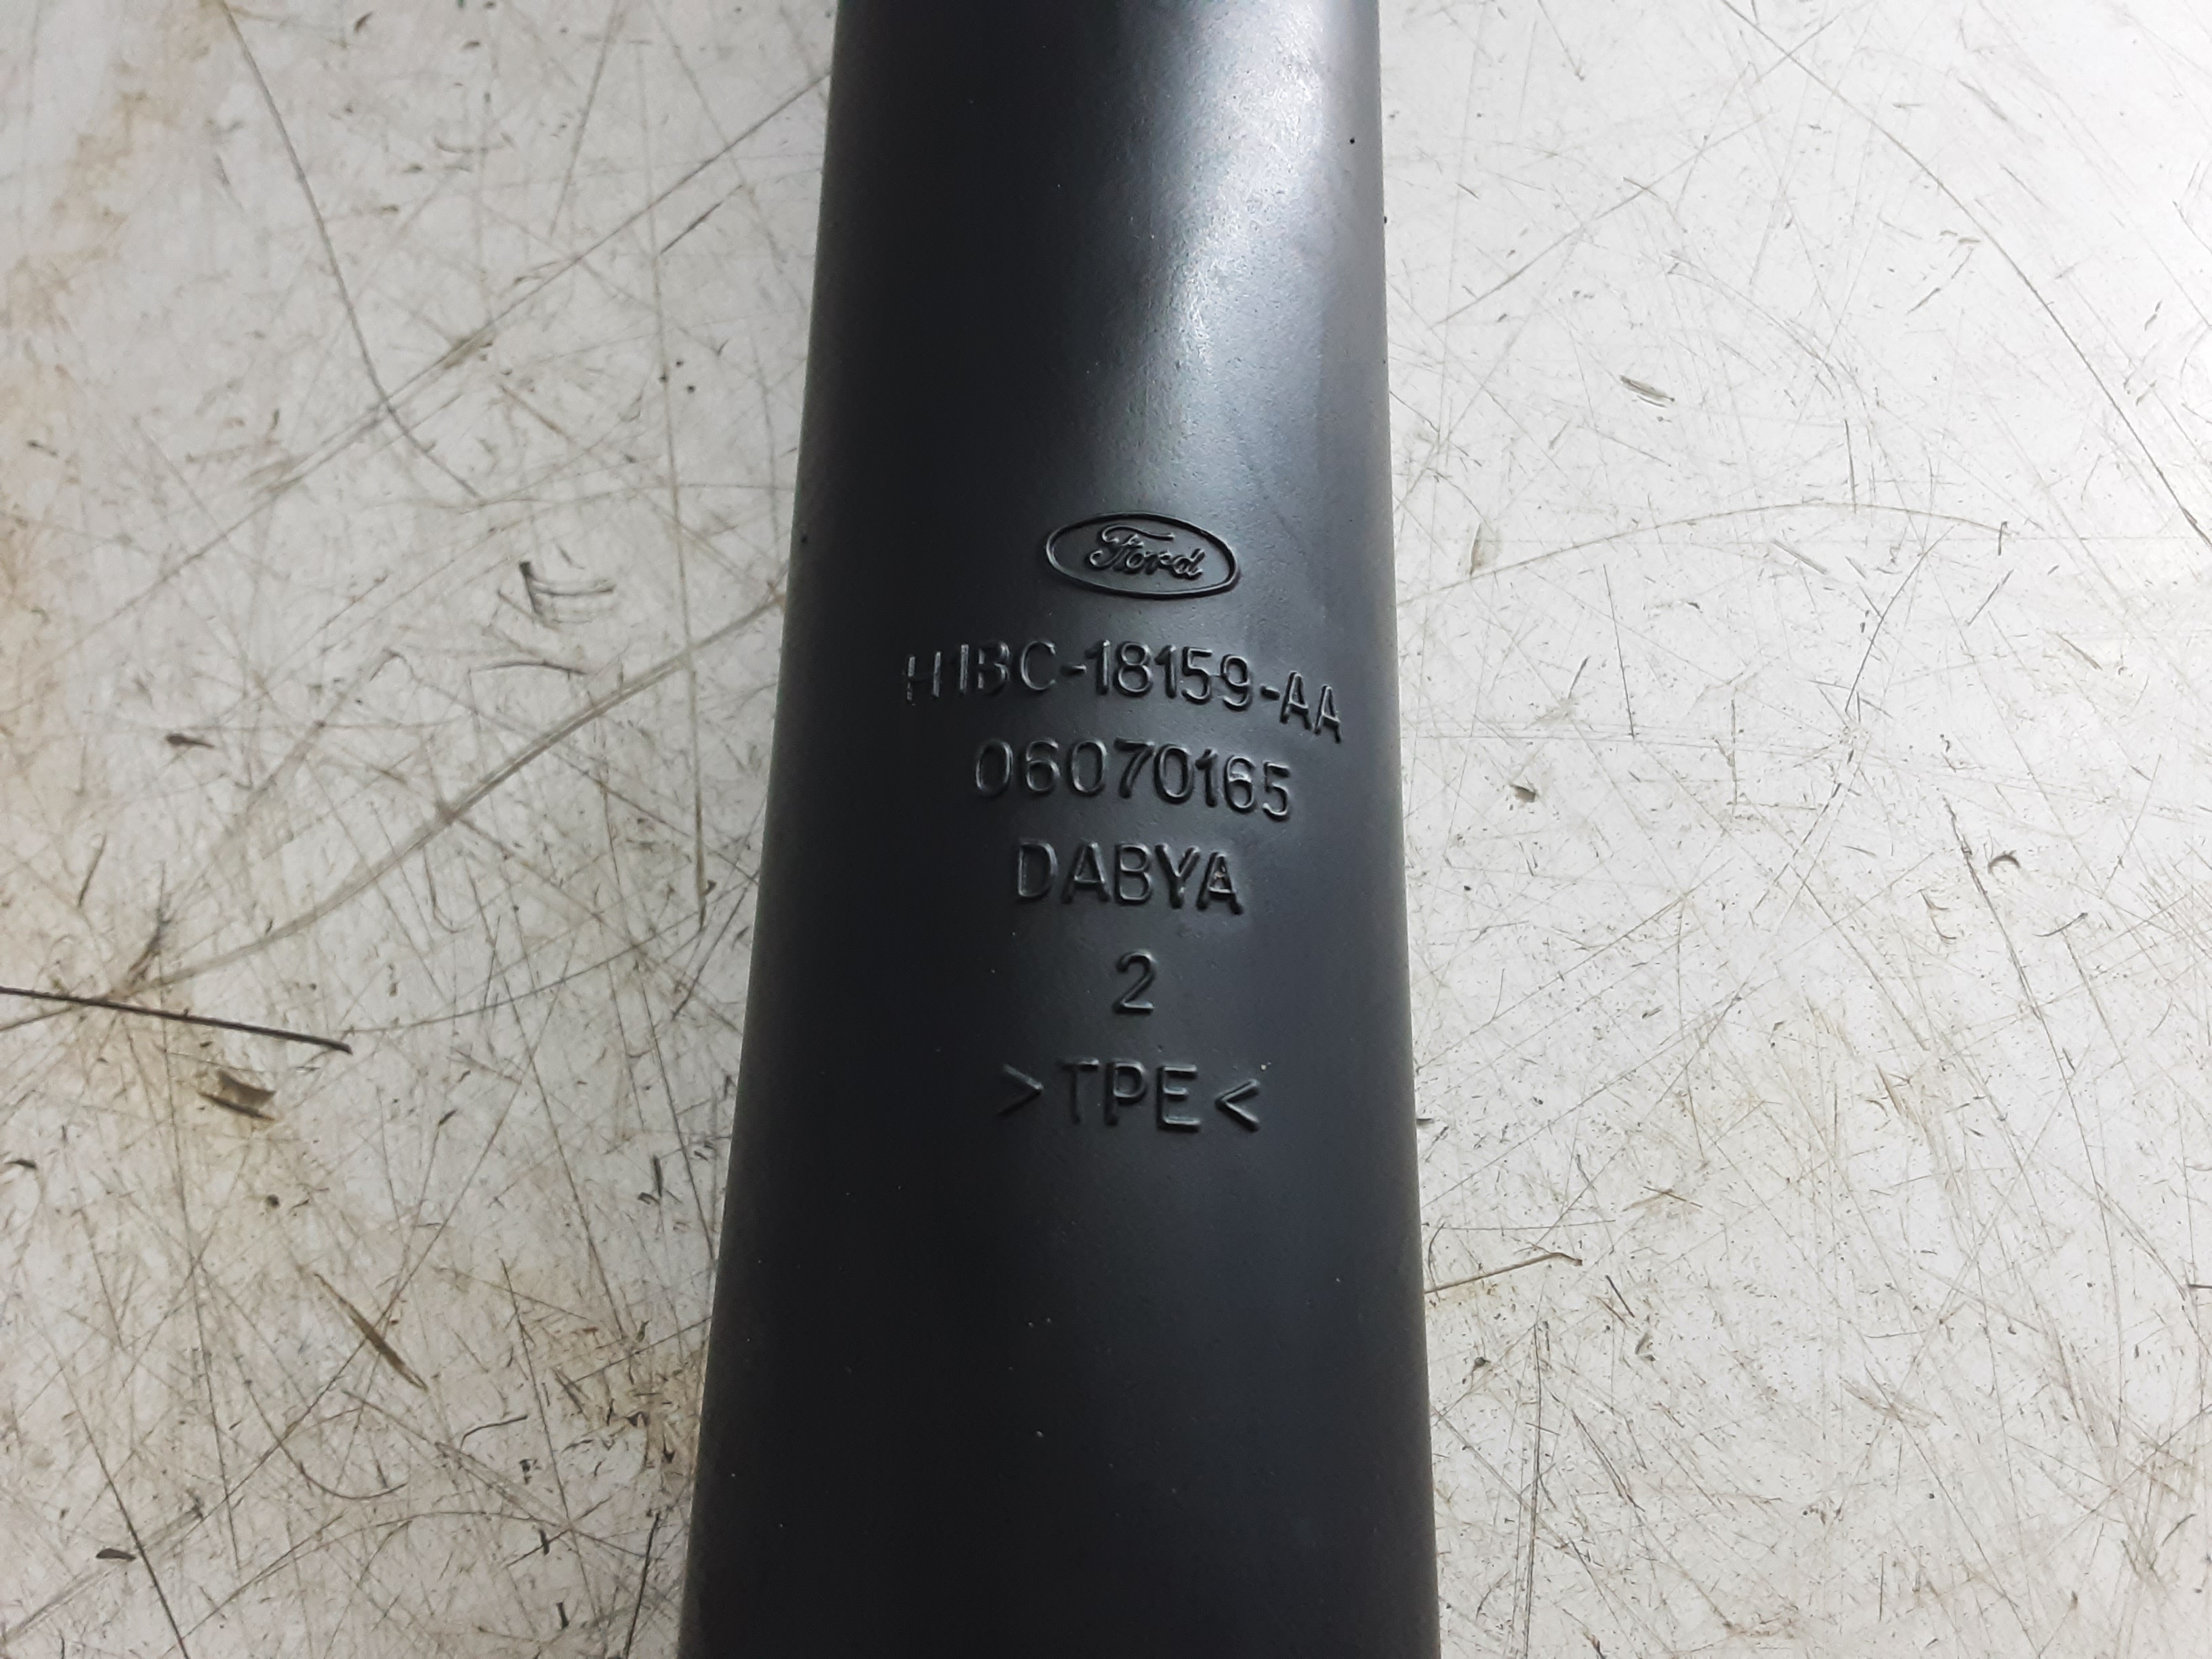 Ford
H1BC-18159-AA
06070165
DABYA
2
>TPE<